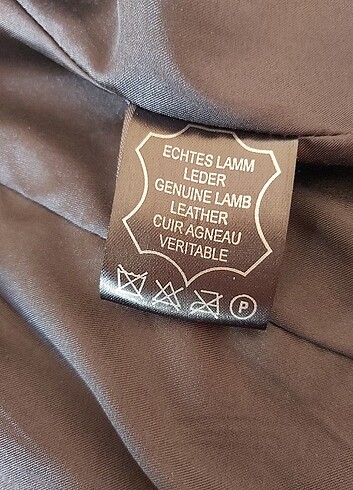 ECHTES LAMM
LEDER
GENUINE LAMB
LEATHER
CUIR AGNEAU
VERITABLE
P